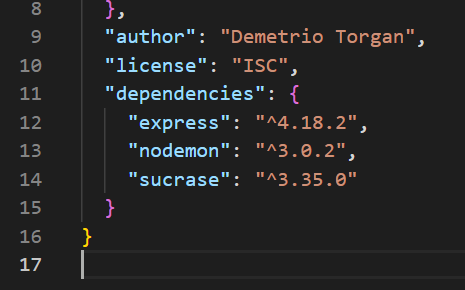 8 },
9 "author": "Demetrio Torgan",
10 "license": "ISC",
11 "dependencies": {
12 "express": "^4.18.2",
13 "nodemon": "^3.0.2",
14 "sucrase": "^3.35.0"
15 }
16 }
17